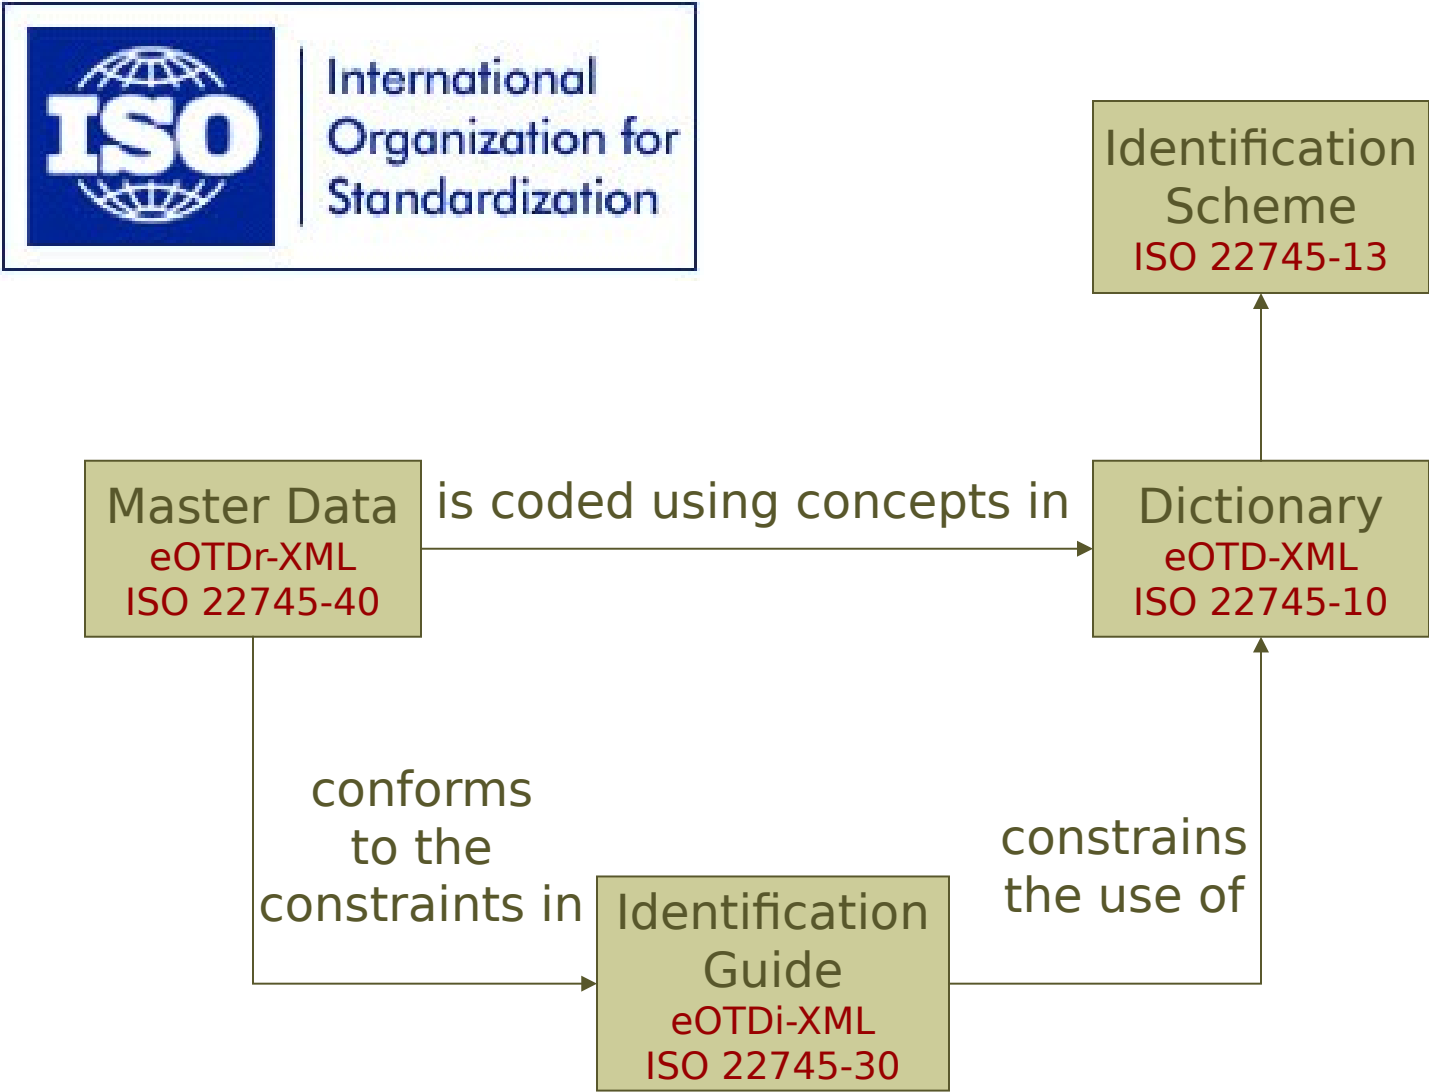 ISO
International
Organization for
Standardization
Identification
Scheme
ISO 22745-13
Master Data
eOTDr-XML
ISO 22745-40
is coded using concepts in
Dictionary
eOTD-XML
ISO 22745-10
conforms
to the
constraints in
constrains
the use of
Identification
Guide
eOTDi-XML
ISO 22745-30